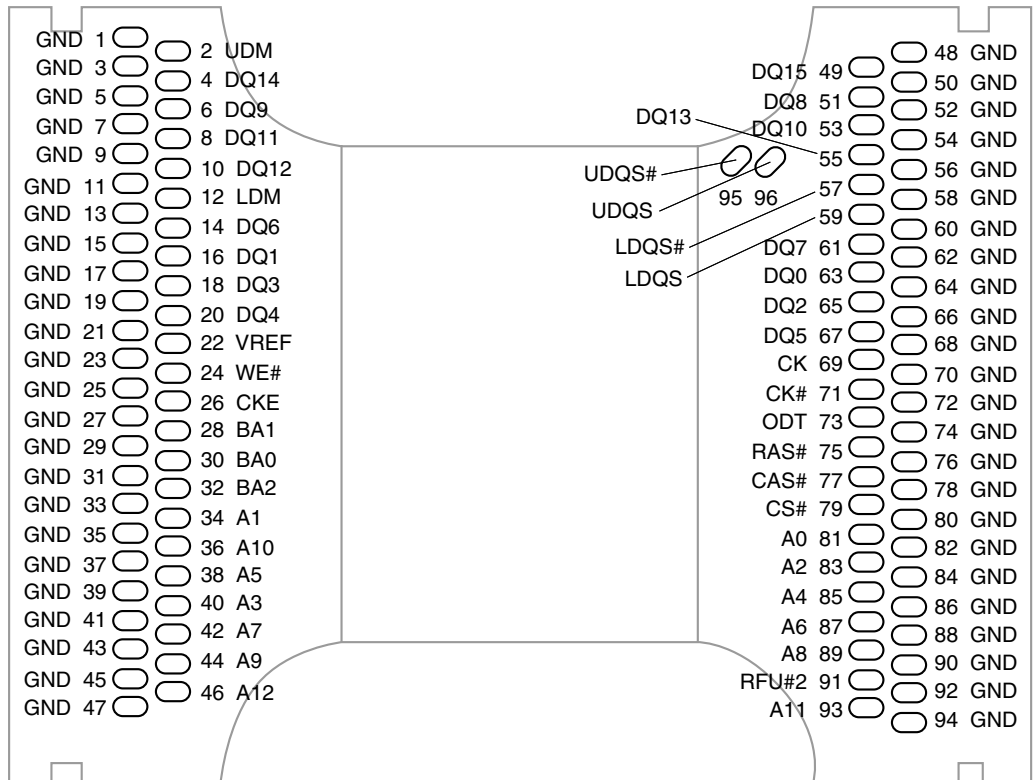 GND 1
2 UDM
GND 3
4 DQ14
GND 5
6 DQ9
GND 7
8 DQ11
GND 9
10 DQ12
GND 11
12 LDM
GND 13
14 DQ6
GND 15
16 DQ1
GND 17
18 DQ3
GND 19
20 DQ4
GND 21
22 VREF
GND 23
24 WE#
GND 25
26 CKE
GND 27
28 BA1
GND 29
30 BA0
GND 31
32 BA2
GND 33
34 A1
GND 35
36 A10
GND 37
38 A5
GND 39
40 A3
GND 41
42 A7
GND 43
44 A9
GND 45
46 A12
GND 47
48 GND
DQ15 49
50 GND
DQ8 51
52 GND
DQ10 53
54 GND
DQ13 55
56 GND
UDQS# 95
UDQS 96
LDQS# 57
58 GND
LDQS 59
60 GND
DQ7 61
62 GND
DQ0 63
64 GND
DQ2 65
66 GND
DQ5 67
68 GND
CK 69
70 GND
CK# 71
72 GND
ODT 73
74 GND
RAS# 75
76 GND
CAS# 77
78 GND
CS# 79
80 GND
A0 81
82 GND
A2 83
84 GND
A4 85
86 GND
A6 87
88 GND
A8 89
90 GND
RFU#2 91
92 GND
A11 93
94 GND